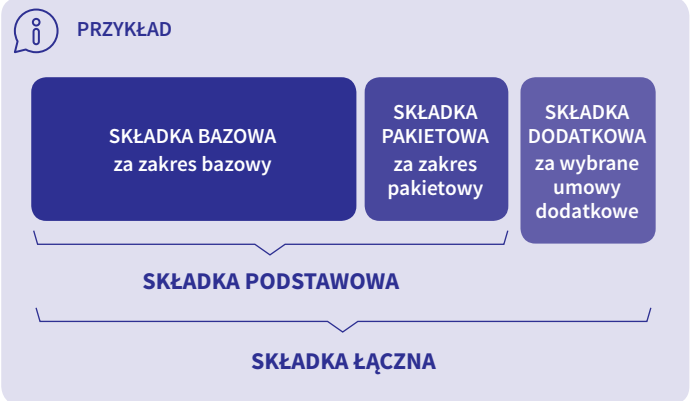 PRZYKŁAD
SKŁADKA BAZOWA
za zakres bazowy
SKŁADKA
PAKIETOWA
za zakres
pakietowy
SKŁADKA
DODATKOWA
za wybrane
umowy
dodatkowe
SKŁADKA PODSTAWOWA
SKŁADKA ŁĄCZNA